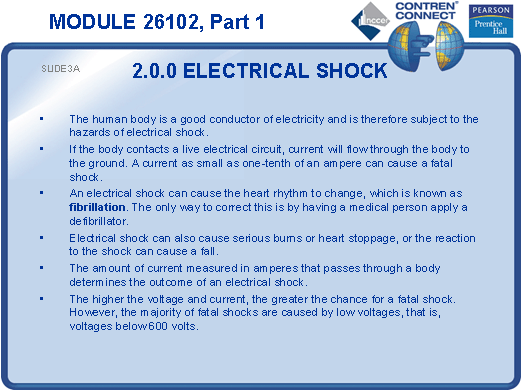 MODULE 26102, Part 1
nccer
CONTREN®
CONNECT
PEARSON
Prentice
Hall
SLIDE 3A
2.0.0 ELECTRICAL SHOCK
• The human body is a good conductor of electricity and is therefore subject to the
hazards of electrical shock.
• If the body contacts a live electrical circuit, current will flow through the body to
the ground. A current as small as one-tenth of an ampere can cause a fatal
shock.
• An electrical shock can cause the heart rhythm to change, which is known as
fibrillation. The only way to correct this is by having a medical person apply a
defibrillator.
• Electrical shock can also cause serious burns or heart stoppage, or the reaction
to the shock can cause a fall.
• The amount of current measured in amperes that passes through a body
determines the outcome of an electrical shock.
• The higher the voltage and current, the greater the chance for a fatal shock.
However, the majority of fatal shocks are caused by low voltages, that is,
voltages below 600 volts.